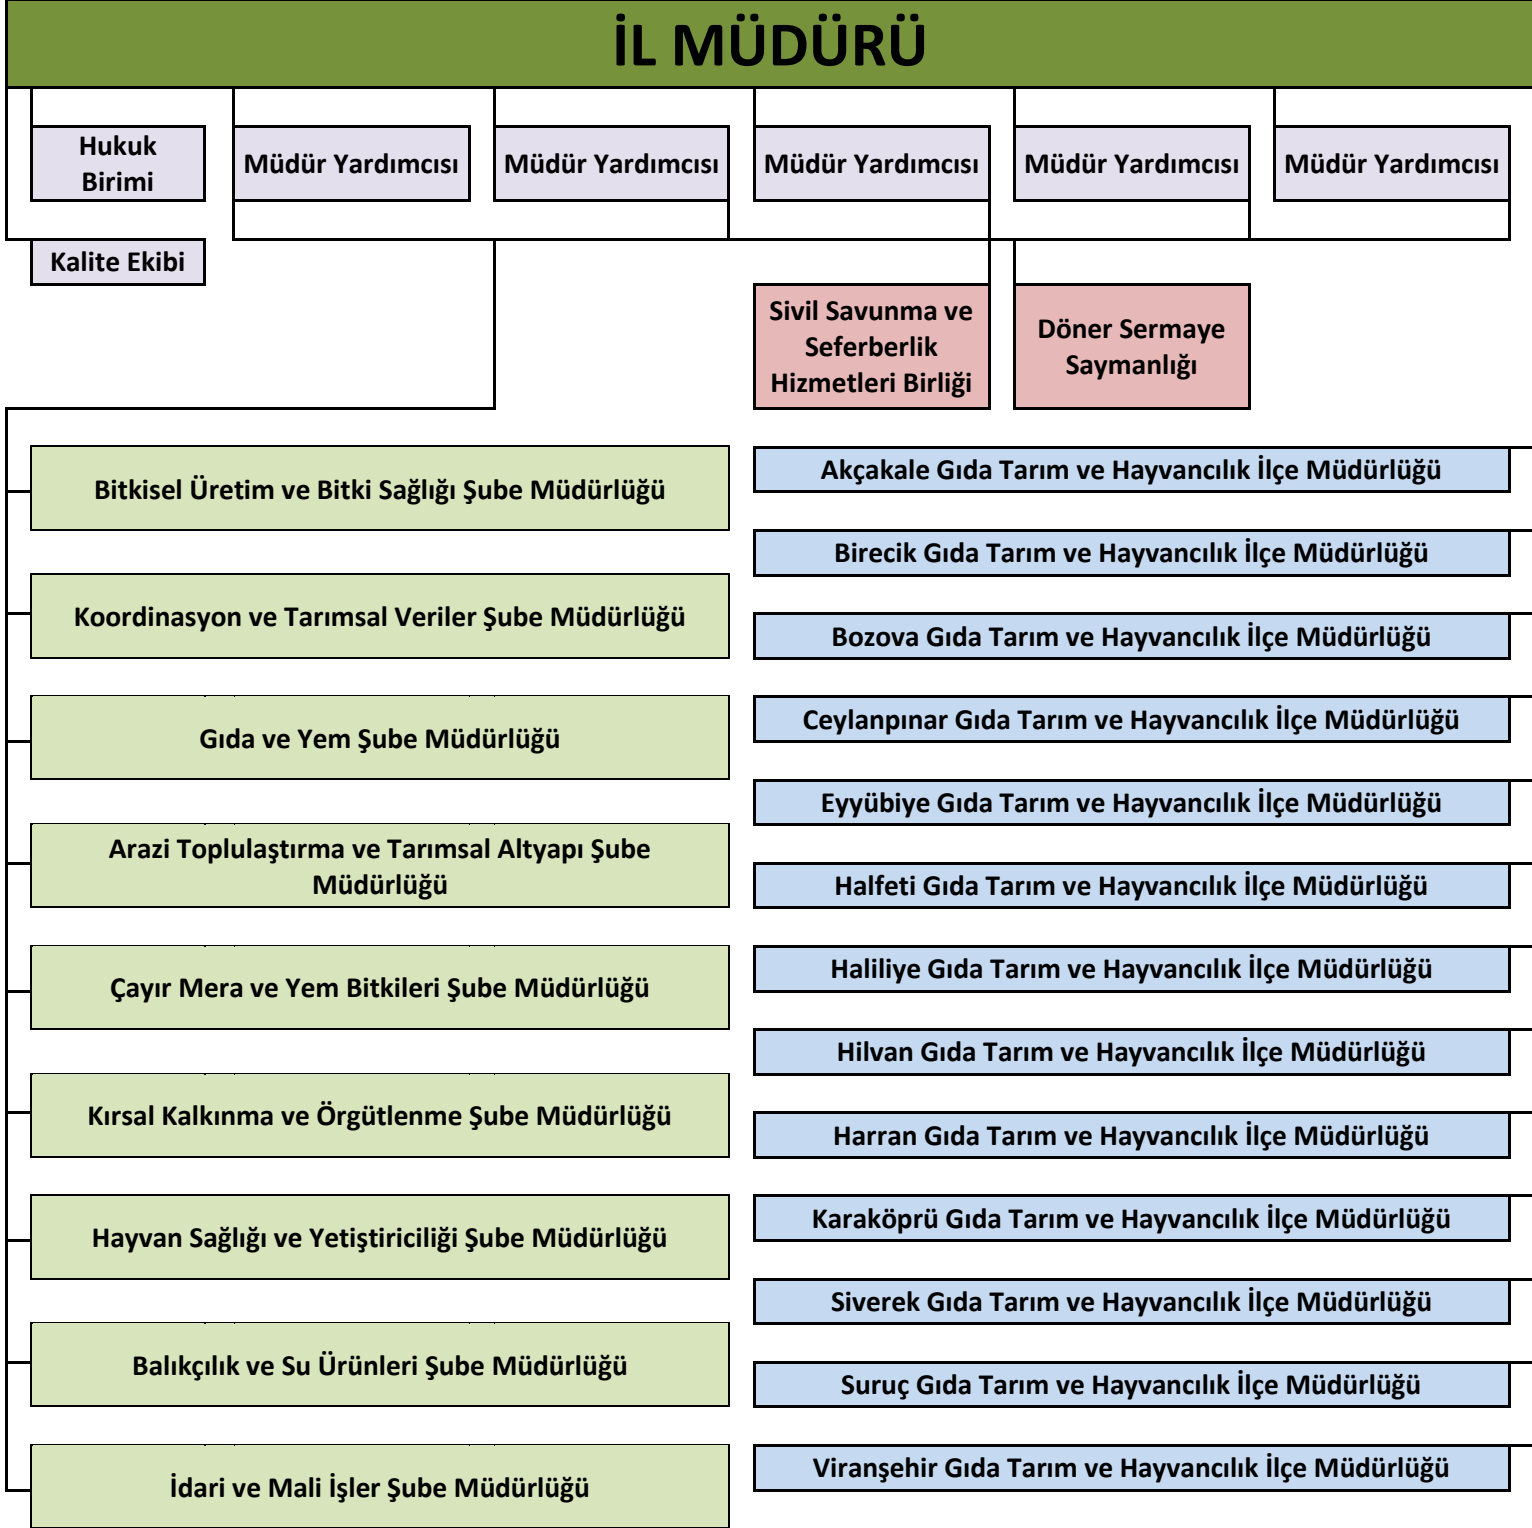 İL MÜDÜRÜ
Hukuk
Birimi
Müdür Yardımcısı
Müdür Yardımcısı
Müdür Yardımcısı
Müdür Yardımcısı
Müdür Yardımcısı
Kalite Ekibi
Sivil Savunma ve
Seferberlik
Hizmetleri Birliği
Döner Sermaye
Saymanlığı
Bitkisel Üretim ve Bitki Sağlığı Şube Müdürlüğü
Koordinasyon ve Tarımsal Veriler Şube Müdürlüğü
Gıda ve Yem Şube Müdürlüğü
Arazi Toplulaştırma ve Tarımsal Altyapı Şube
Müdürlüğü
Çayır Mera ve Yem Bitkileri Şube Müdürlüğü
Kırsal Kalkınma ve Örgütlenme Şube Müdürlüğü
Hayvan Sağlığı ve Yetiştiriciliği Şube Müdürlüğü
Balıkçılık ve Su Ürünleri Şube Müdürlüğü
İdari ve Mali İşler Şube Müdürlüğü
Akçakale Gıda Tarım ve Hayvancılık İlçe Müdürlüğü
Birecik Gıda Tarım ve Hayvancılık İlçe Müdürlüğü
Bozova Gıda Tarım ve Hayvancılık İlçe Müdürlüğü
Ceylanpınar Gıda Tarım ve Hayvancılık İlçe Müdürlüğü
Eyyübiye Gıda Tarım ve Hayvancılık İlçe Müdürlüğü
Halfeti Gıda Tarım ve Hayvancılık İlçe Müdürlüğü
Haliliye Gıda Tarım ve Hayvancılık İlçe Müdürlüğü
Hilvan Gıda Tarım ve Hayvancılık İlçe Müdürlüğü
Harran Gıda Tarım ve Hayvancılık İlçe Müdürlüğü
Karaköprü Gıda Tarım ve Hayvancılık İlçe Müdürlüğü
Siverek Gıda Tarım ve Hayvancılık İlçe Müdürlüğü
Suruç Gıda Tarım ve Hayvancılık İlçe Müdürlüğü
Viranşehir Gıda Tarım ve Hayvancılık İlçe Müdürlüğü